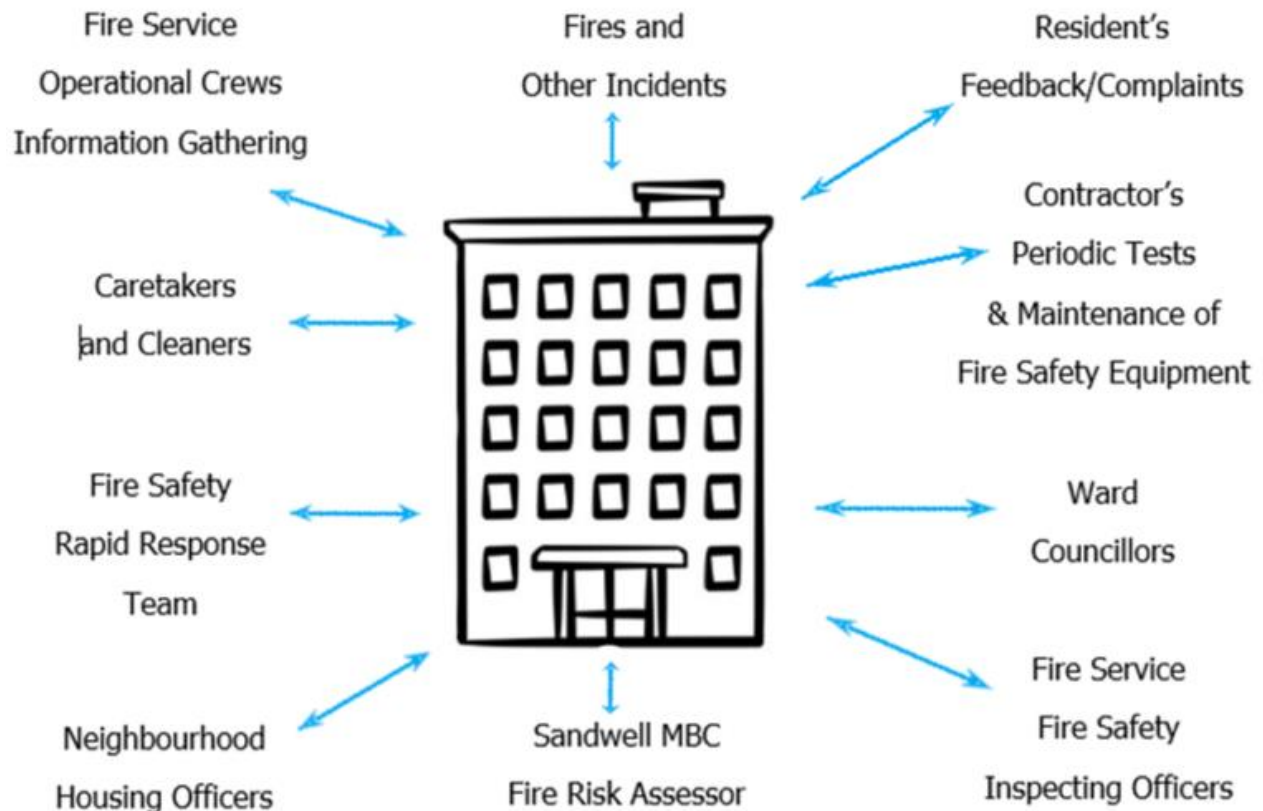 Fire Service
Operational Crews
Information Gathering
Fires and
Other Incidents
Resident's
Feedback/Complaints
Contractor's
Periodic Tests
& Maintenance of
Fire Safety Equipment
Caretakers
and Cleaners
Fire Safety
Rapid Response
Team
Ward
Councillors
Neighbourhood
Housing Officers
Sandwell MBC
Fire Risk Assessor
Fire Service
Fire Safety
Inspecting Officers